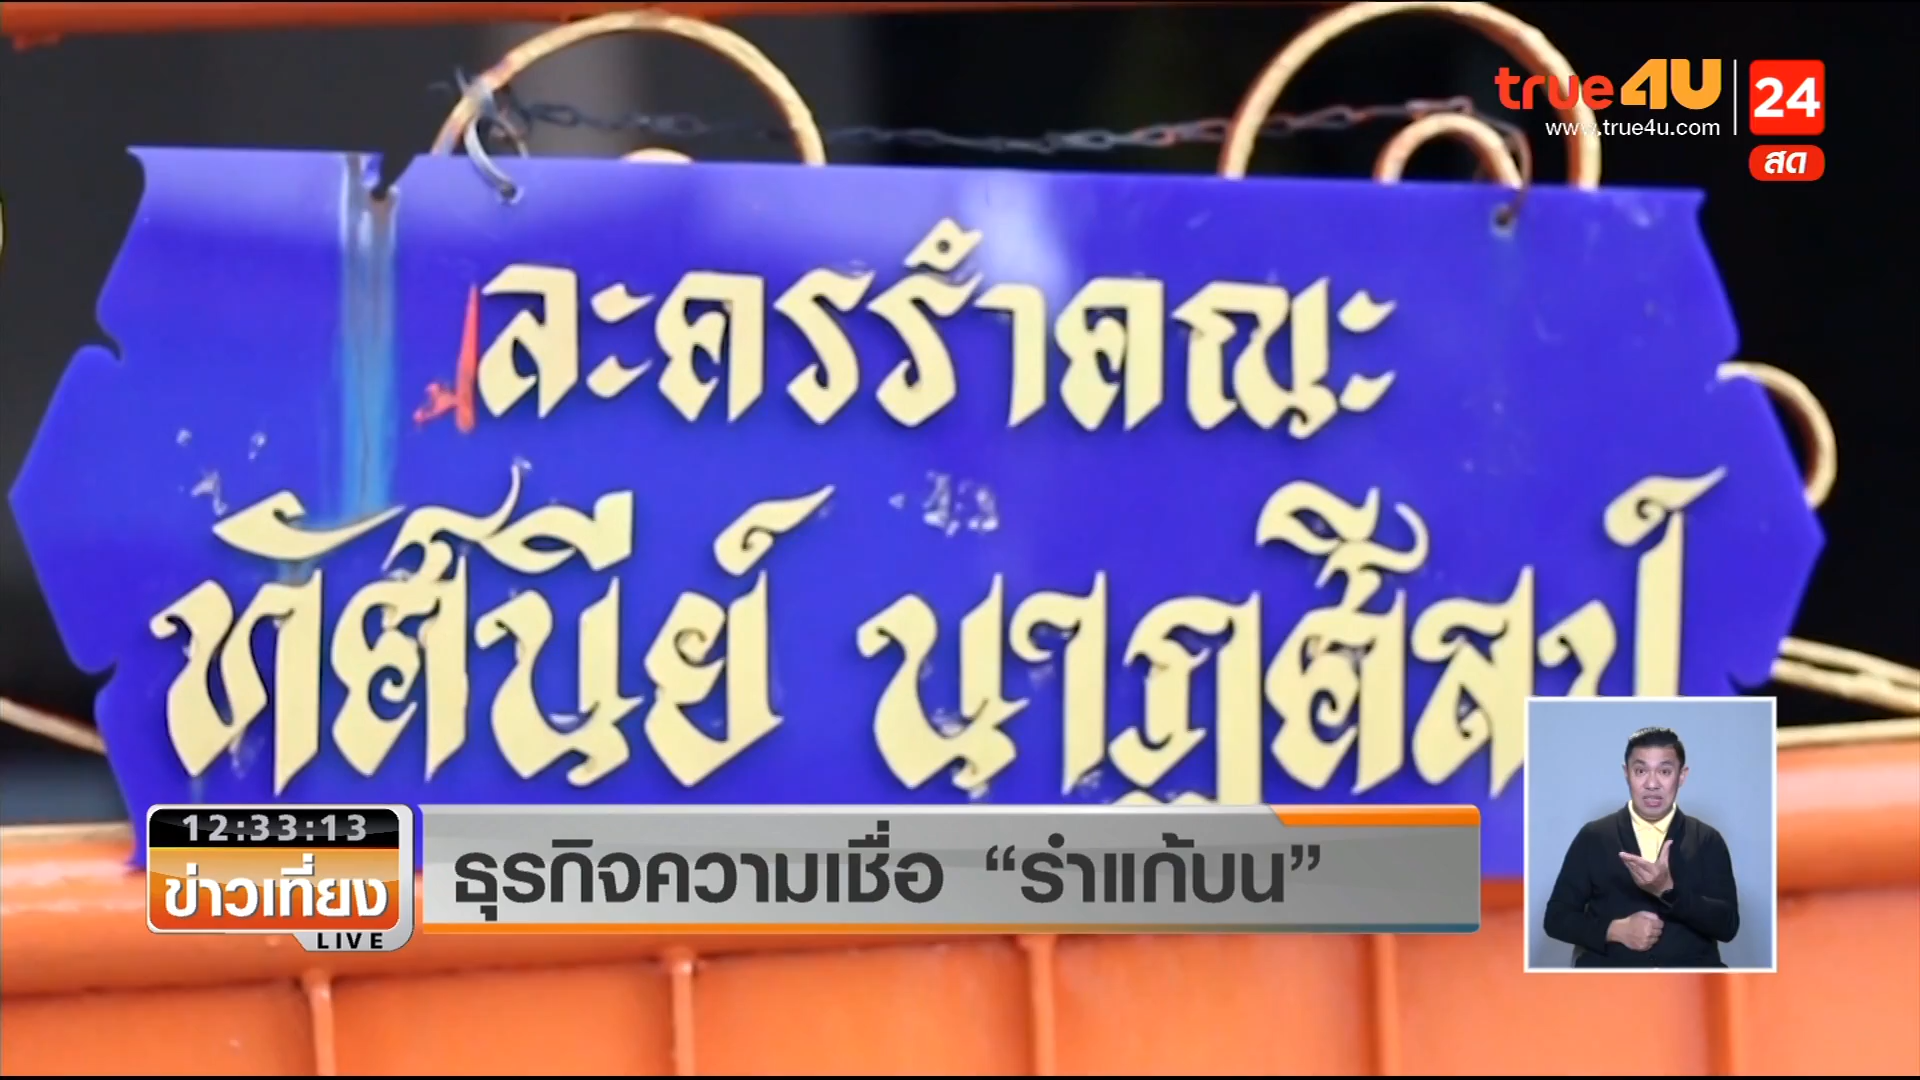 true4U
24
www.true4u.com
สด
ละครรำคณะ
ทัศนีย์ นาฏศิลป์
12:33:13
ข่าวเที่ยง
LIVE
ธุรกิจความเชื่อ “รำแก้บน”